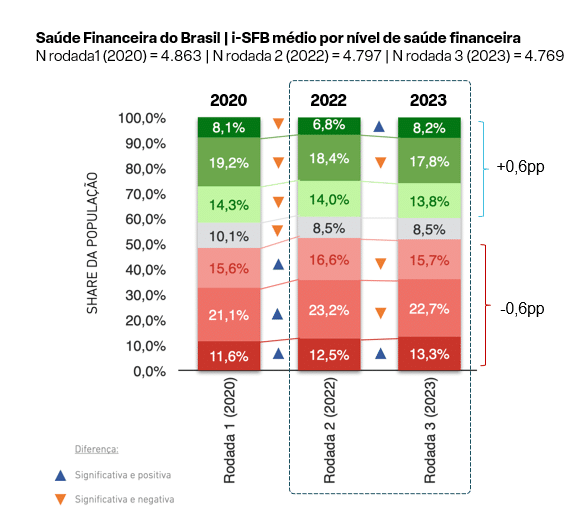 Saúde Financeira do Brasil | i-SFB médio por nível de saúde financeira
N rodada1 (2020) = 4.863 | N rodada 2 (2022) = 4.797 | N rodada 3 (2023) = 4.769
2020 2022 2023
SHARE DA POPULAÇÃO
100,0%
90,0%
80,0%
70,0%
60,0%
50,0%
40,0%
30,0%
20,0%
10,0%
0,0%
8,1% 6,8% 8,2%
19,2% 18,4% 17,8%
14,3% 14,0% 13,8%
10,1% 8,5% 8,5%
15,6% 16,6% 15,7%
21,1% 23,2% 22,7%
11,6% 12,5% 13,3%
+0,6pp
-0,6pp
Rodada 1 (2020)
Rodada 2 (2022)
Rodada 3 (2023)
Diferença:
Significativa e positiva
Significativa e negativa